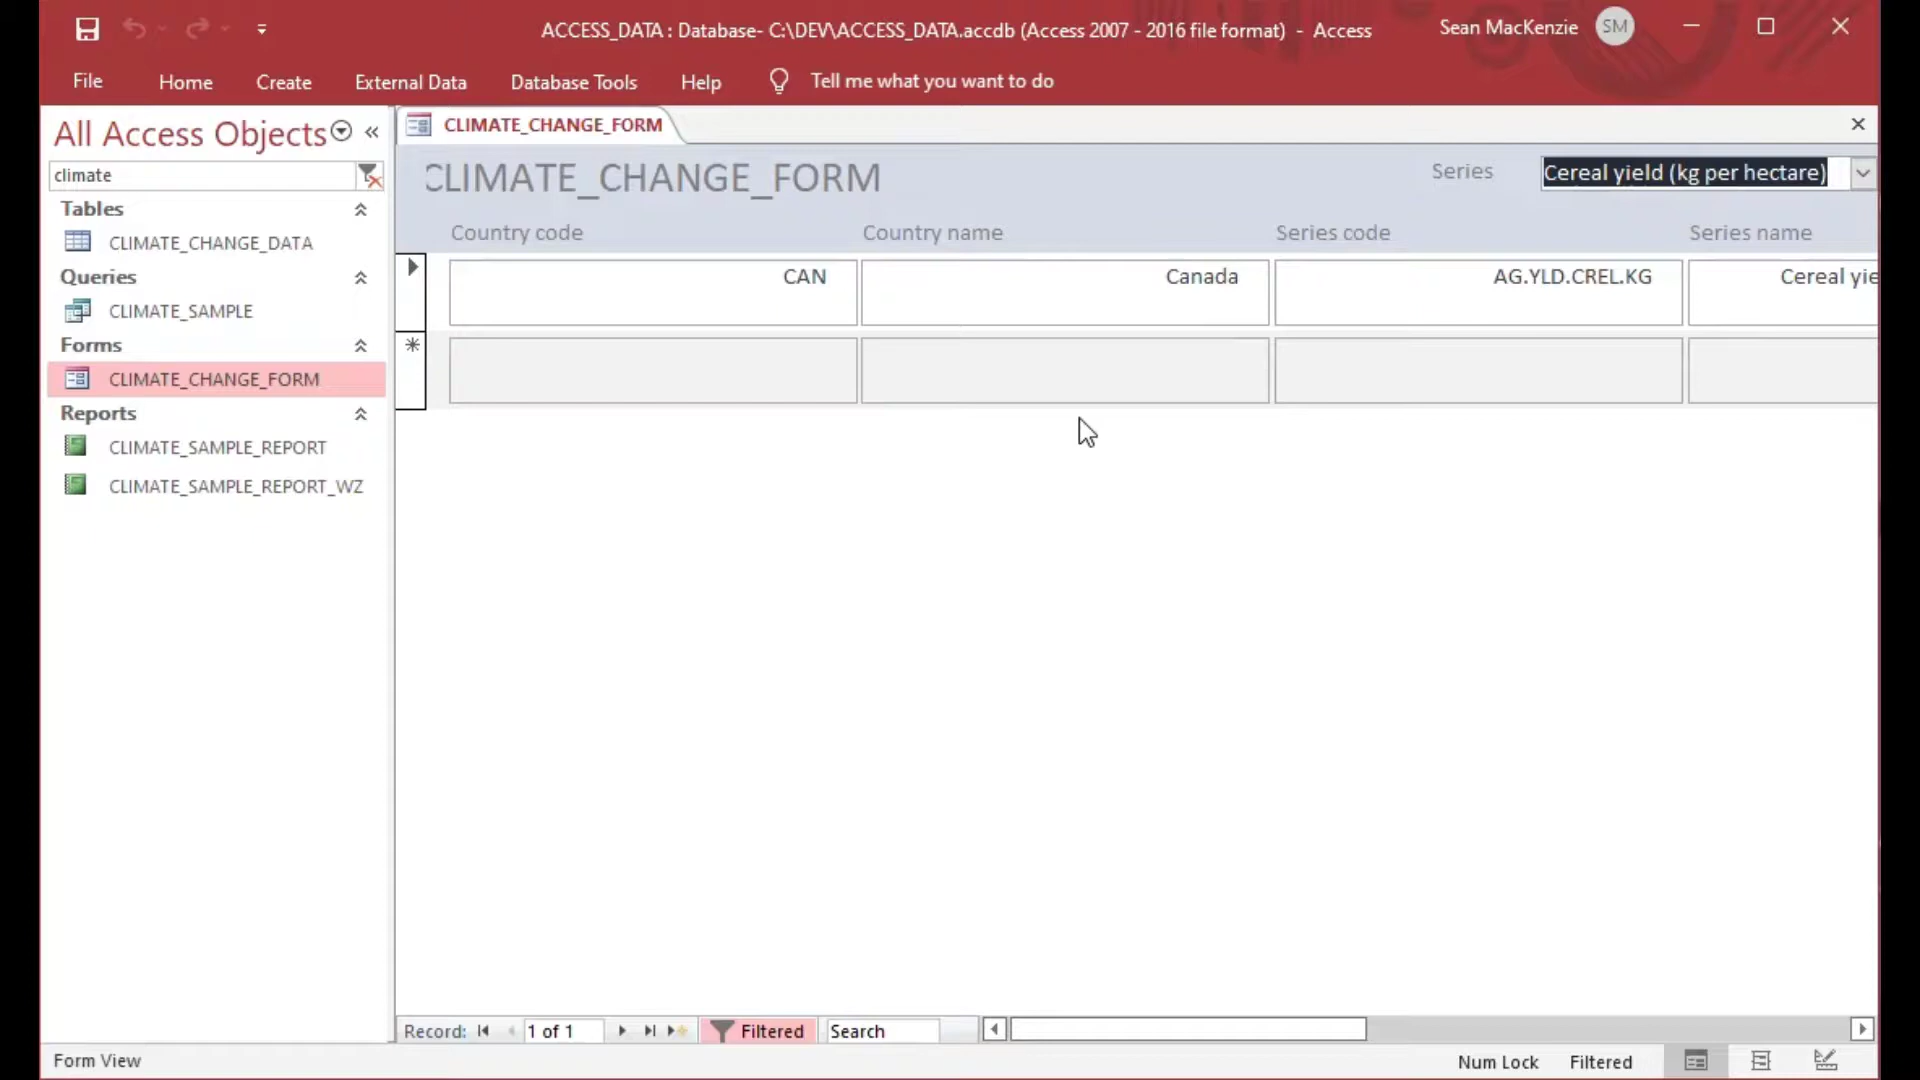 ACCESS_DATA : Database- C:\DEV\ACCESS_DATA.accdb (Access 2007 - 2016 file format) - Access
Sean MacKenzie SM
File Home Create External Data Database Tools Help Tell me what you want to do
All Access Objects
climate
Tables
CLIMATE_CHANGE_DATA
Queries
CLIMATE_SAMPLE
Forms
CLIMATE_CHANGE_FORM
Reports
CLIMATE_SAMPLE_REPORT
CLIMATE_SAMPLE_REPORT_WZ
CLIMATE_CHANGE_FORM
CLIMATE_CHANGE_FORM
Series Cereal yield (kg per hectare)
Country code Country name Series code Series name
CAN Canada AG.YLD.CREL.KG Cereal yie
Record: 1 of 1 Filtered Search
Form View Num Lock Filtered